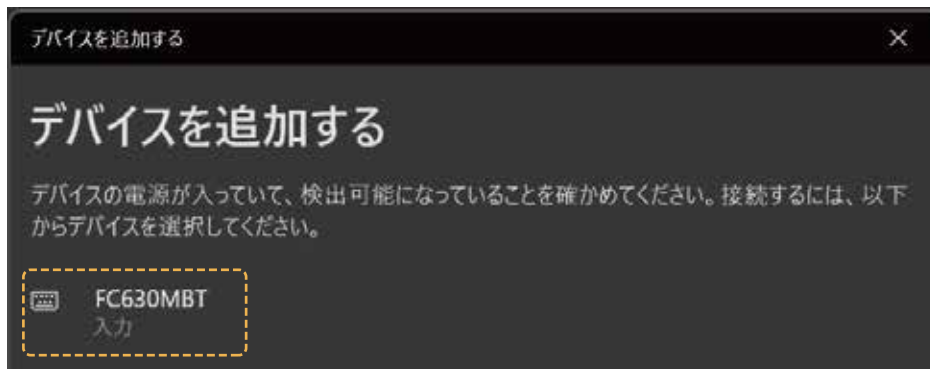 デバイスを追加する
デバイスを追加する
デバイスの電源が入っていて、検出可能になっていることを確かめてください。接続するには、以下
からデバイスを選択してください。
FC630MBT
入力